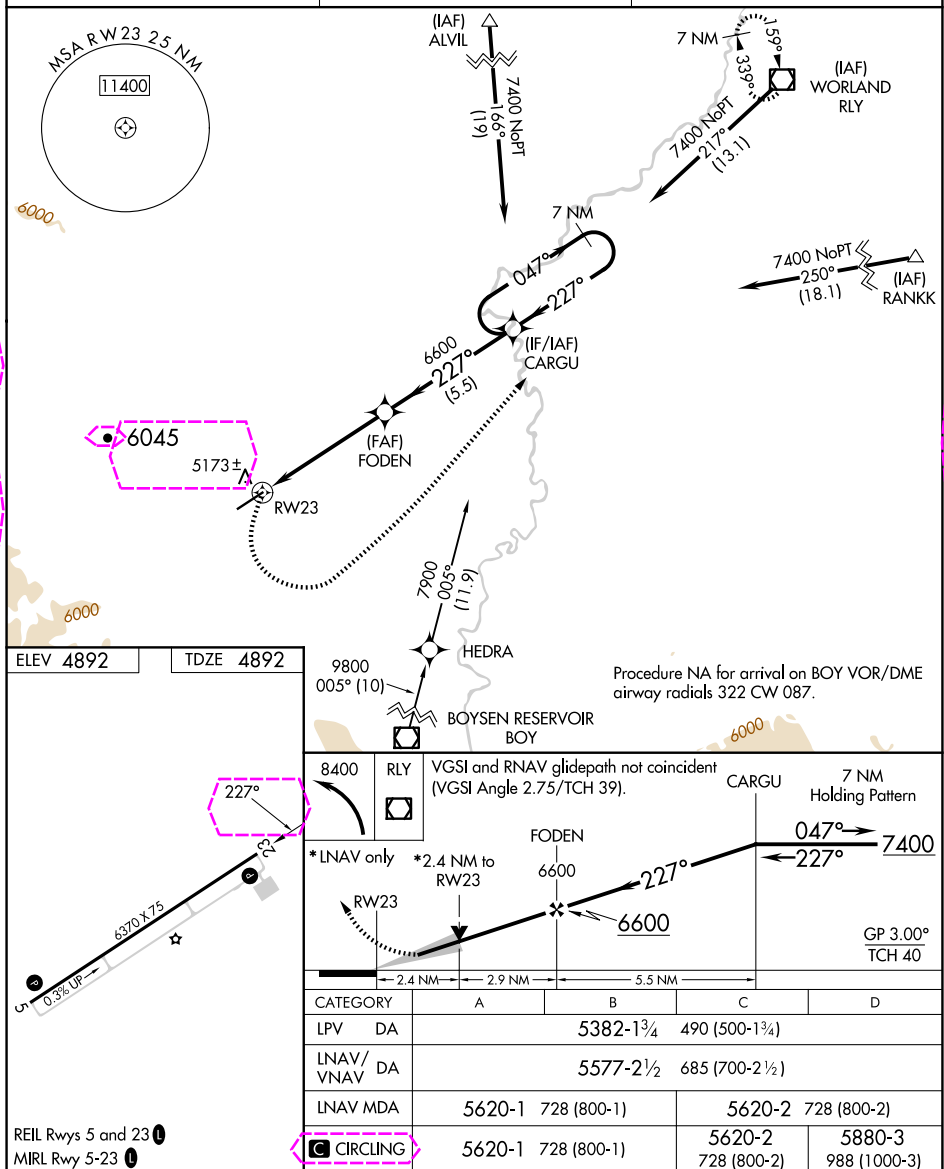 MSA RW23 25 NM
11400
(IAF)
ALVIL
7400 NoPT
166°
(19)
7 NM
159°
339°
(IAF)
WORLAND
RLY
7400 NoPT
217°
(13.1)
6000
7 NM
047°
227°
7400 NoPT
250°
(18.1)
(IAF)
RANKK
(IF/IAF)
CARGU
6600
227°
(5.5)
(FAF)
FODEN
6045
5173±
RW23
7900
005°
(11.9)
6000
HEDRA
9800
005° (10)
BOYSEN RESERVOIR
BOY
Procedure NA for arrival on BOY VOR/DME
airway radials 322 CW 087.
6000
ELEV 4892
TDZE 4892
227°
23
P
6370 X 75
P
0.3% UP
5
REIL Rwys 5 and 23 L
MIRL Rwy 5-23 L
8400
RLY
VGSI and RNAV glidepath not coincident
(VGSI Angle 2.75/TCH 39).
CARGU
7 NM
Holding Pattern
047°
227°
7400
FODEN
6600
227°
*LNAV only
*2.4 NM to
RW23
RW23
6600
GP 3.00°
TCH 40
2.4 NM
2.9 NM
5.5 NM
CATEGORY A B C D
LPV DA 5382-1¾ 490 (500-1¾)
LNAV/
VNAV DA 5577-2½ 685 (700-2½)
LNAV MDA 5620-1 728 (800-1) 5620-2 728 (800-2)
C CIRCLING 5620-1 728 (800-1) 5620-2 728 (800-2) 5880-3 988 (1000-3)